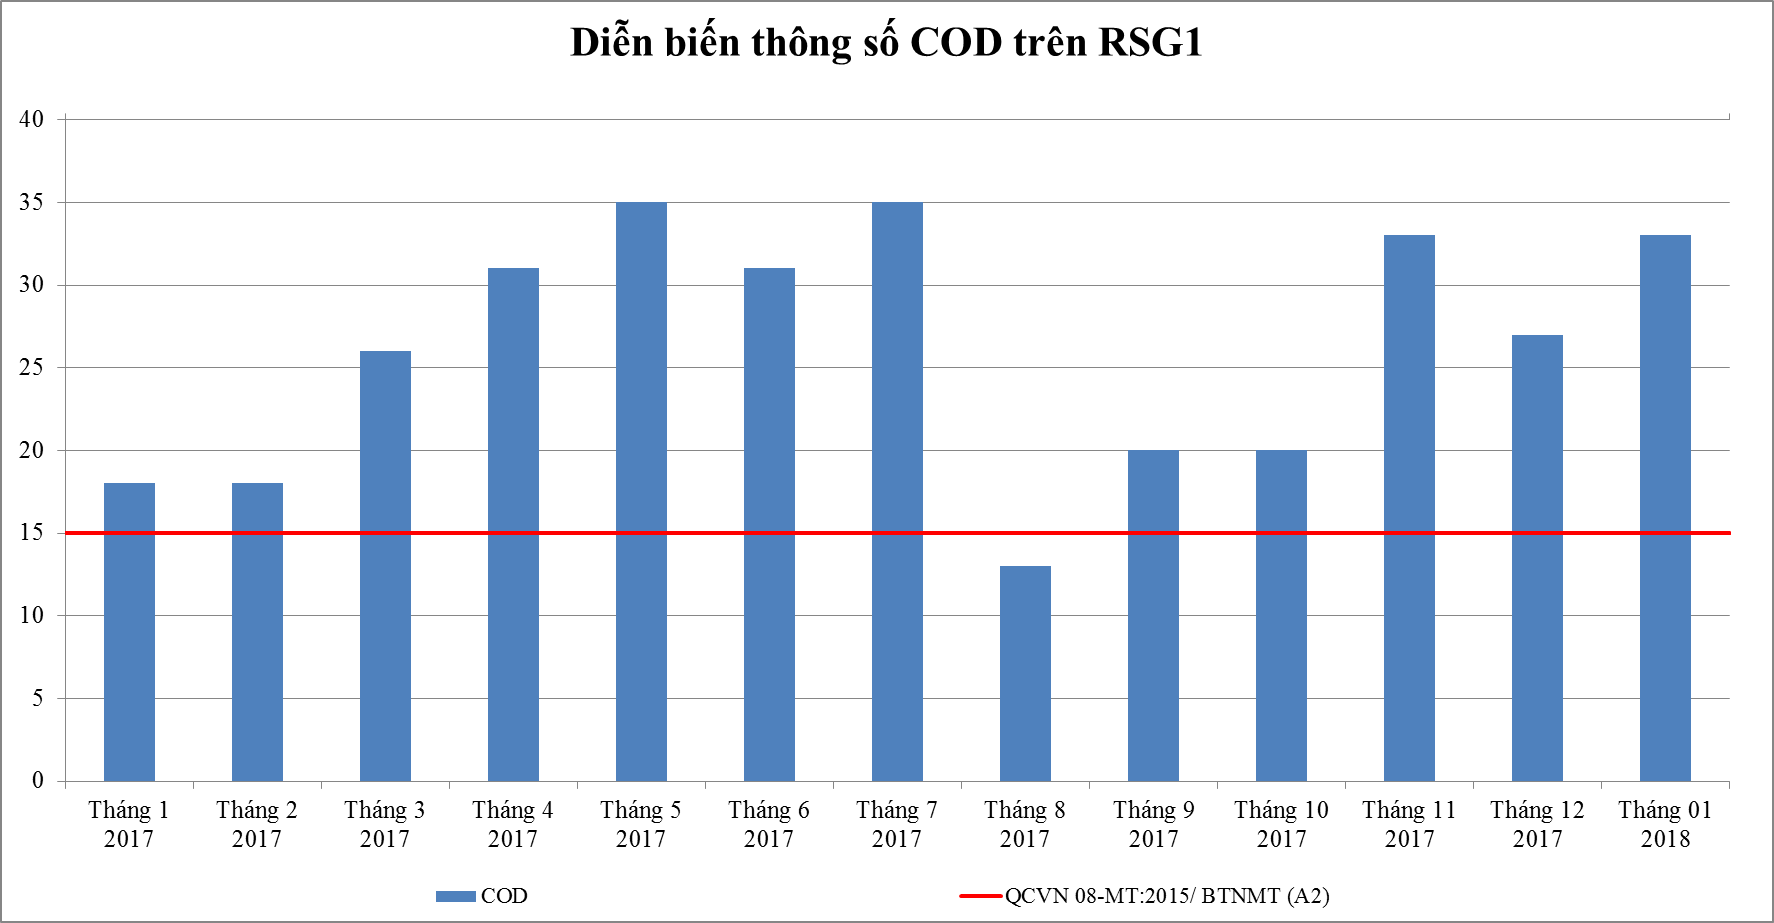 Diễn biến thông số COD trên RSG1
40
35
30
25
20
15
10
5
0
Tháng 1 2017
Tháng 2 2017
Tháng 3 2017
Tháng 4 2017
Tháng 5 2017
Tháng 6 2017
Tháng 7 2017
Tháng 8 2017
Tháng 9 2017
Tháng 10 2017
Tháng 11 2017
Tháng 12 2017
Tháng 01 2018
COD
QCVN 08-MT:2015/ BTNMT (A2)